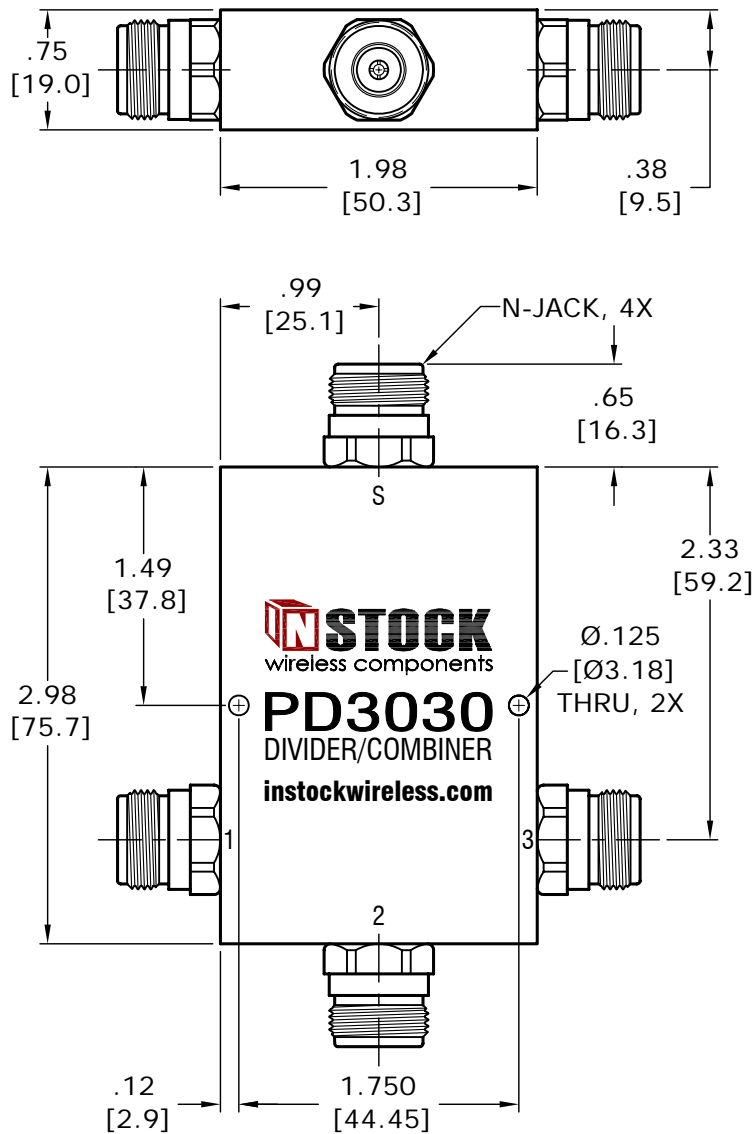 .75
[19.0]
1.98
[50.3]
.38
[9.5]
.99
[25.1]
N-JACK, 4X
.65
[16.3]
S
1.49
[37.8]
2.33
[59.2]
INSTOCK
wireless components
Ø.125
[Ø3.18]
THRU, 2X
2.98
[75.7]
PD3030
DIVIDER/COMBINER
instockwireless.com
1
3
2
.12
[2.9]
1.750
[44.45]